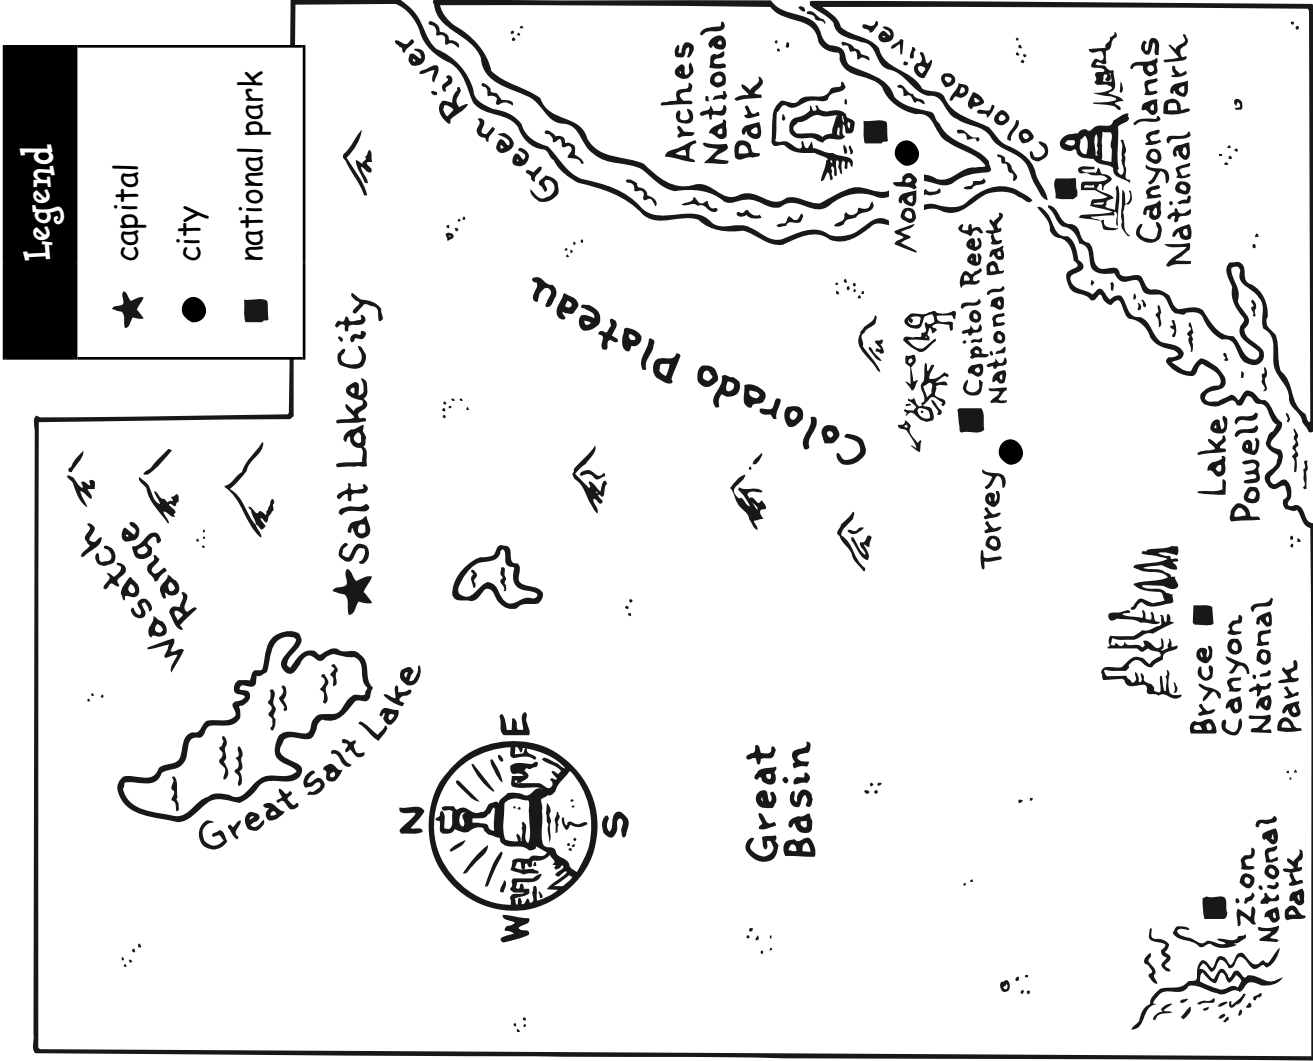 Legend
capital
city
national park
Wasatch
Range
Great Salt Lake
Salt Lake City
Green River
Colorado Plateau
N
W
E
S
Great
Basin
Arches
National
Park
Moab
Colorado River
Capitol Reef
National Park
Torrey
Canyonlands
National Park
Lake
Powell
Bryce
Canyon
National
Park
Zion
National
Park